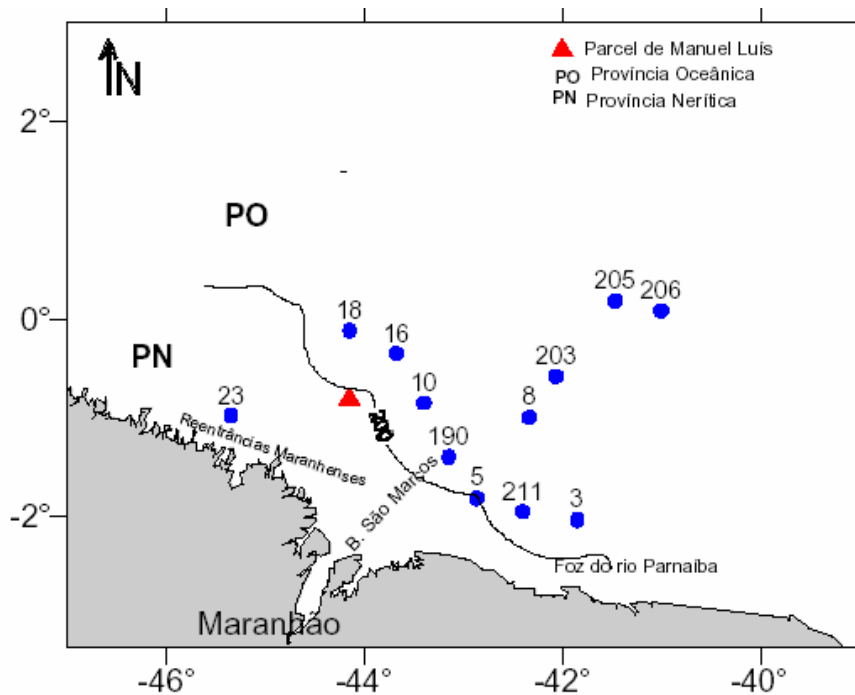 N
Parcel de Manuel Luís
PO Província Oceânica
PN Província Nerítica
2°
PO
205
206
0°
18
16
PN
203
23
10
8
200
Reentrâncias Maranhenses
190
B. São Marcos
5
211
3
-2°
Foz do rio Parnaíba
Maranhão
-46°
-44°
-42°
-40°